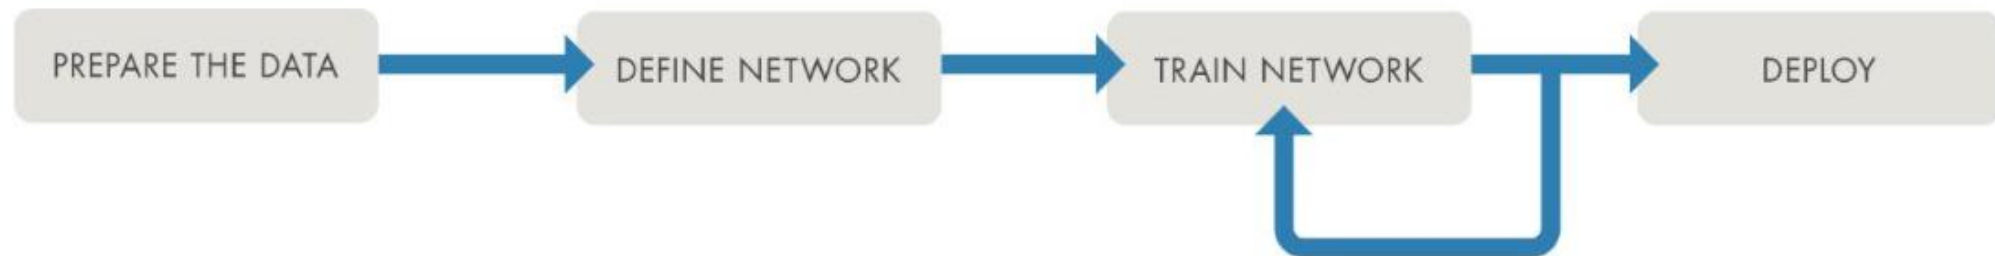 PREPARE THE DATA
DEFINE NETWORK
TRAIN NETWORK
DEPLOY